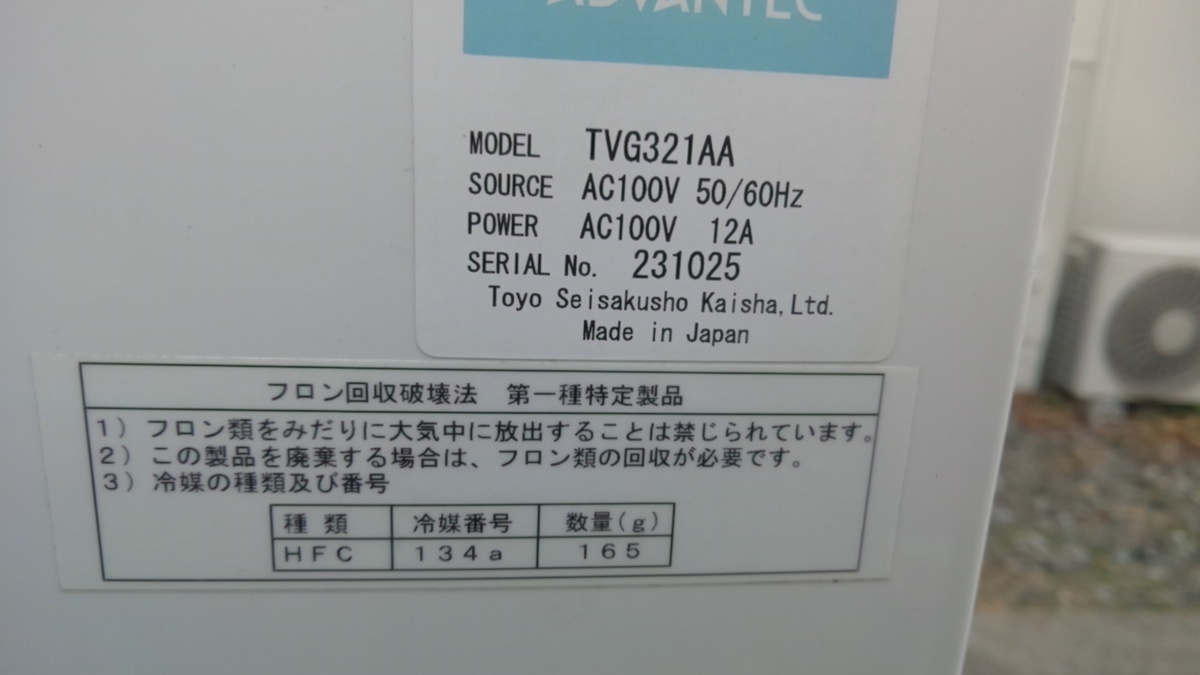 ADVANTEC
MODEL TVG321AA
SOURCE AC100V 50/60Hz
POWER AC100V 12A
SERIAL No. 231025
Toyo Seisakusho Kaisha, Ltd.
Made in Japan
フロン回収破壊法 第一種特定製品
1) フロン類をみだりに大気中に放出することは禁じられています。
2) この製品を廃棄する場合は、フロン類の回収が必要です。
3) 冷媒の種類及び番号
種類 冷媒番号 数量(g)
HFC 134a 165